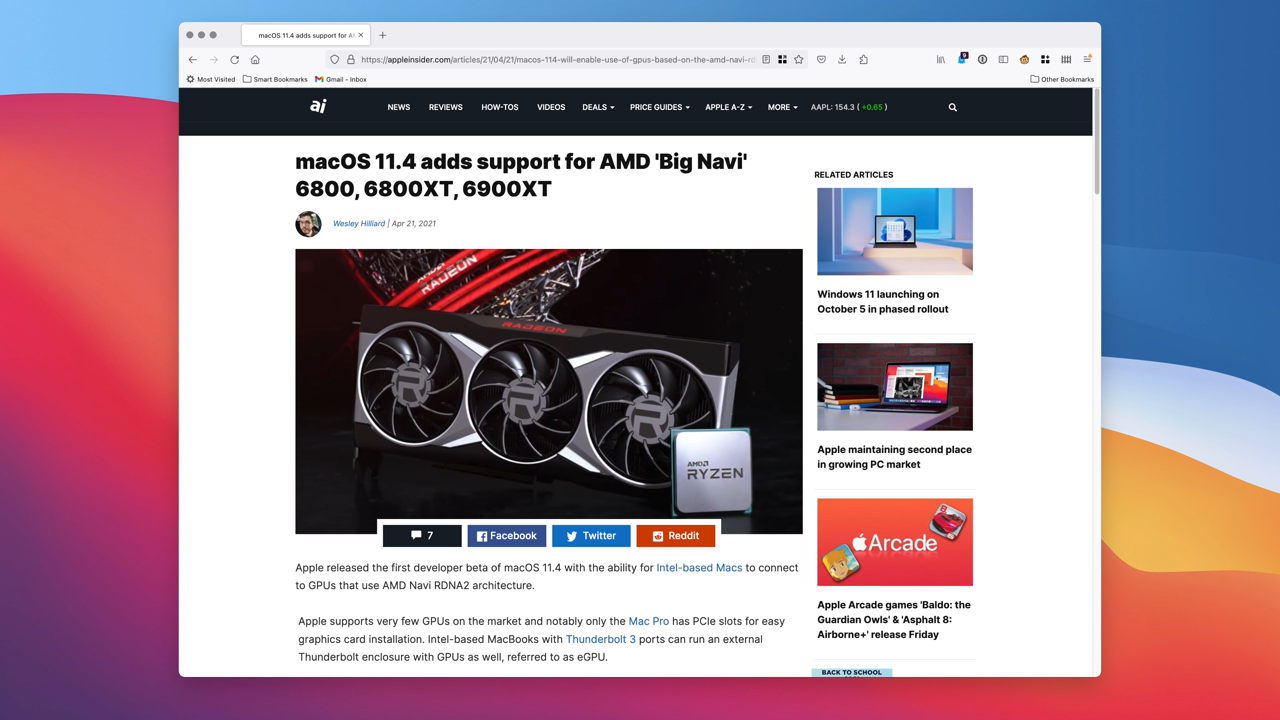 macOS 11.4 adds support for AM
https://appleinsider.com/articles/21/04/21/macos-114-will-enable-use-of-gpus-based-on-the-amd-navi-rd
9
Most Visited
Smart Bookmarks
Gmail - Inbox
Other Bookmarks
ai
NEWS
REVIEWS
HOW-TOS
VIDEOS
DEALS
PRICE GUIDES
APPLE A-Z
MORE
AAPL: 154.3 ( +0.65 )
macOS 11.4 adds support for AMD 'Big Navi'
6800, 6800XT, 6900XT
Wesley Hilliard | Apr 21, 2021
AMD
RADEON
RADEON
R
R
R
AMD
RYZEN
7
Facebook
Twitter
Reddit
Apple released the first developer beta of macOS 11.4 with the ability for Intel-based Macs to connect
to GPUs that use AMD Navi RDNA2 architecture.
Apple supports very few GPUs on the market and notably only the Mac Pro has PCIe slots for easy
graphics card installation. Intel-based MacBooks with Thunderbolt 3 ports can run an external
Thunderbolt enclosure with GPUs as well, referred to as eGPU.
RELATED ARTICLES
Windows 11 launching on
October 5 in phased rollout
Apple maintaining second place
in growing PC market
Arcade
Apple Arcade games 'Baldo: the
Guardian Owls' & 'Asphalt 8:
Airborne+' release Friday
BACK TO SCHOOL